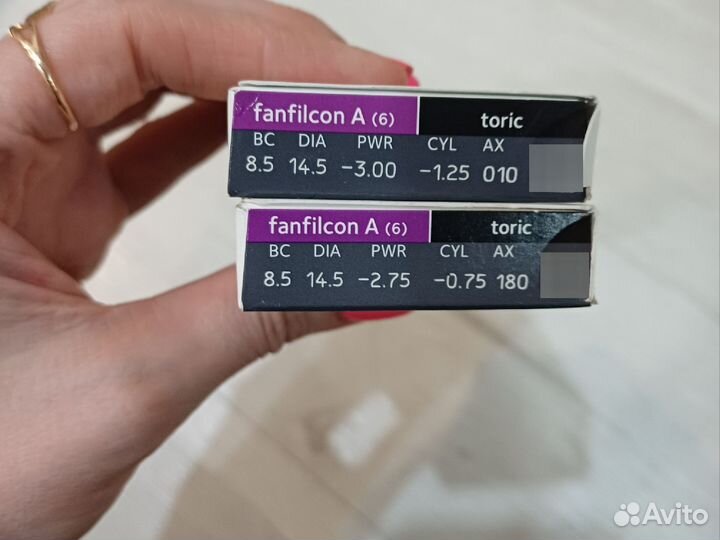 fanfilcon A (6) toric
BC DIA PWR CYL AX
8.5 14.5 -3.00 -1.25 010
fanfilcon A (6) toric
BC DIA PWR CYL AX
8.5 14.5 -2.75 -0.75 180
Avito